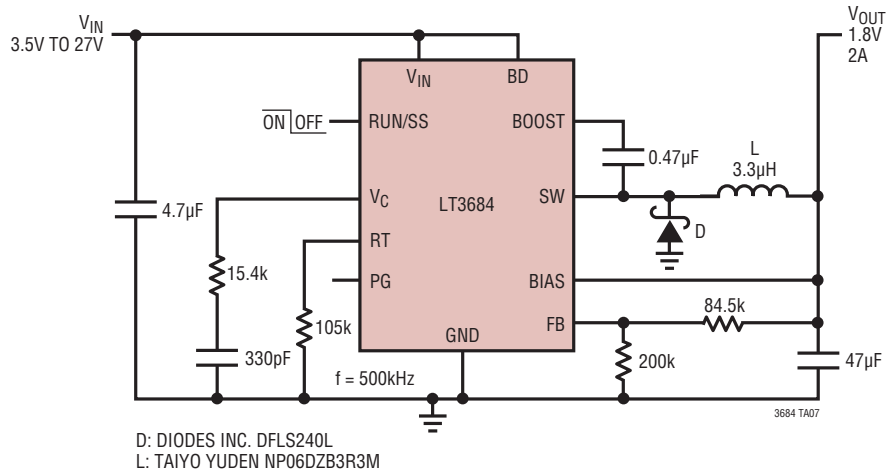 VIN
3.5V TO 27V
VOUT
1.8V
2A
VIN
BD
ON OFF
RUN/SS
BOOST
0.47µF
L
3.3µH
4.7µF
VC
LT3684
SW
D
15.4k
RT
PG
BIAS
84.5k
105k
FB
330pF
GND
200k
47µF
f = 500kHz
3684 TA07
D: DIODES INC. DFLS240L
L: TAIYO YUDEN NP06DZB3R3M